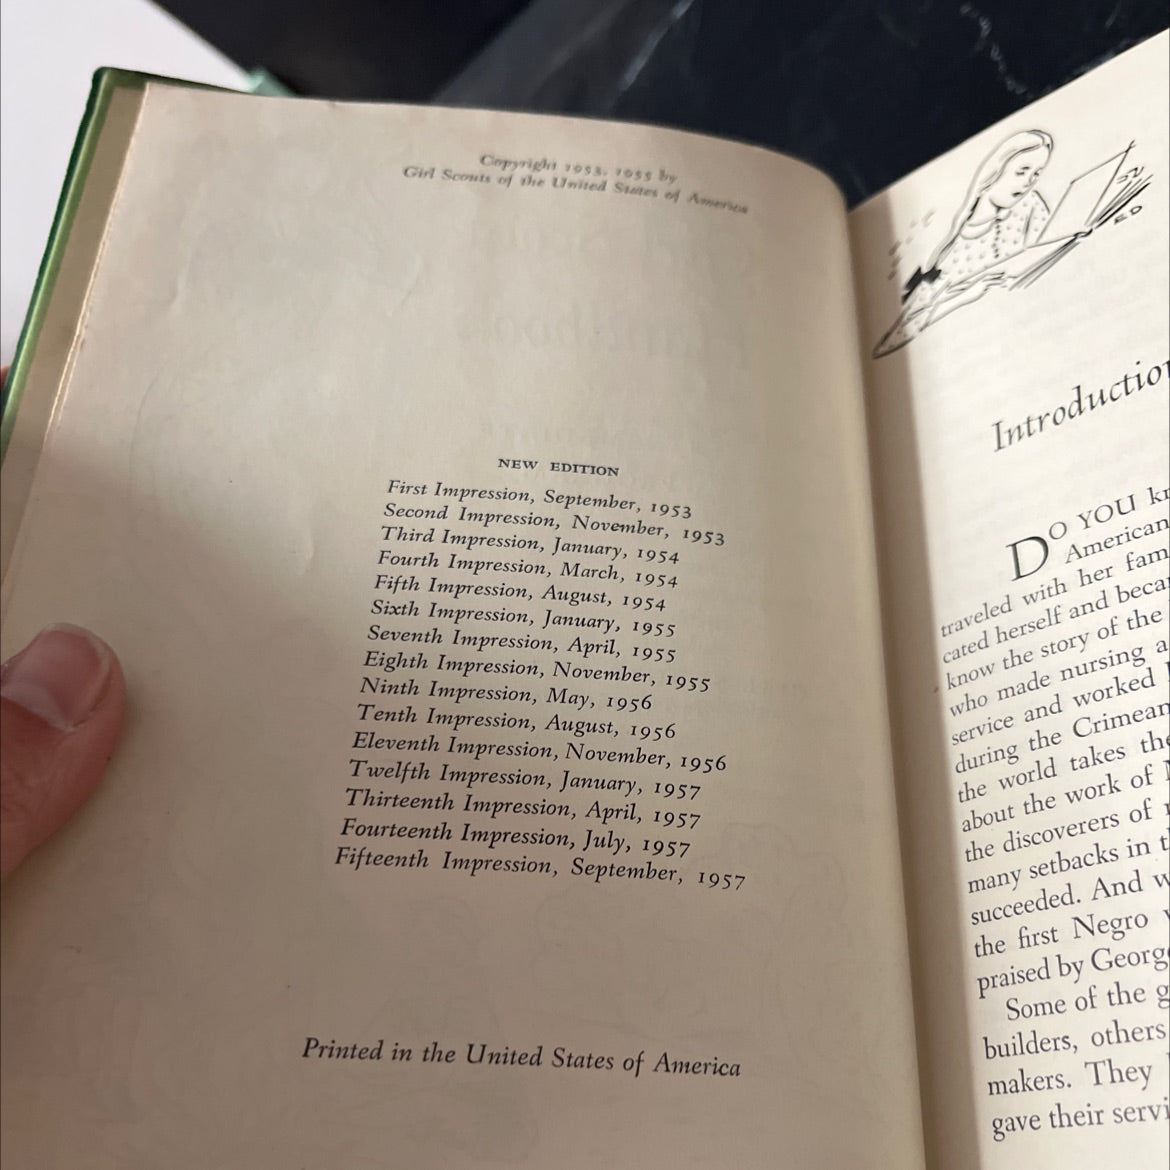 Copyright 1953, 1955 by
Girl Scouts of the United States of America
NEW EDITION
First Impression, September, 1953
Second Impression, November, 1953
Third Impression, January, 1954
Fourth Impression, March, 1954
Fifth Impression, August, 1954
Sixth Impression, January, 1955
Seventh Impression, April, 1955
Eighth Impression, November, 1955
Ninth Impression, May, 1956
Tenth Impression, August, 1956
Eleventh Impression, November, 1956
Twelfth Impression, January, 1957
Thirteenth Impression, April, 1957
Fourteenth Impression, July, 1957
Fifteenth Impression, September, 1957
Printed in the United States of America
Introduction
DO YOU kn
American
traveled with her fam
cated herself and beca
know the story of the
who made nursing a
service and worked
during the Crimean
the world takes the
about the work of
the discoverers of
many setbacks in t
succeeded. And w
the first Negro
praised by Georg
Some of the g
builders, others
makers. They
gave their servi